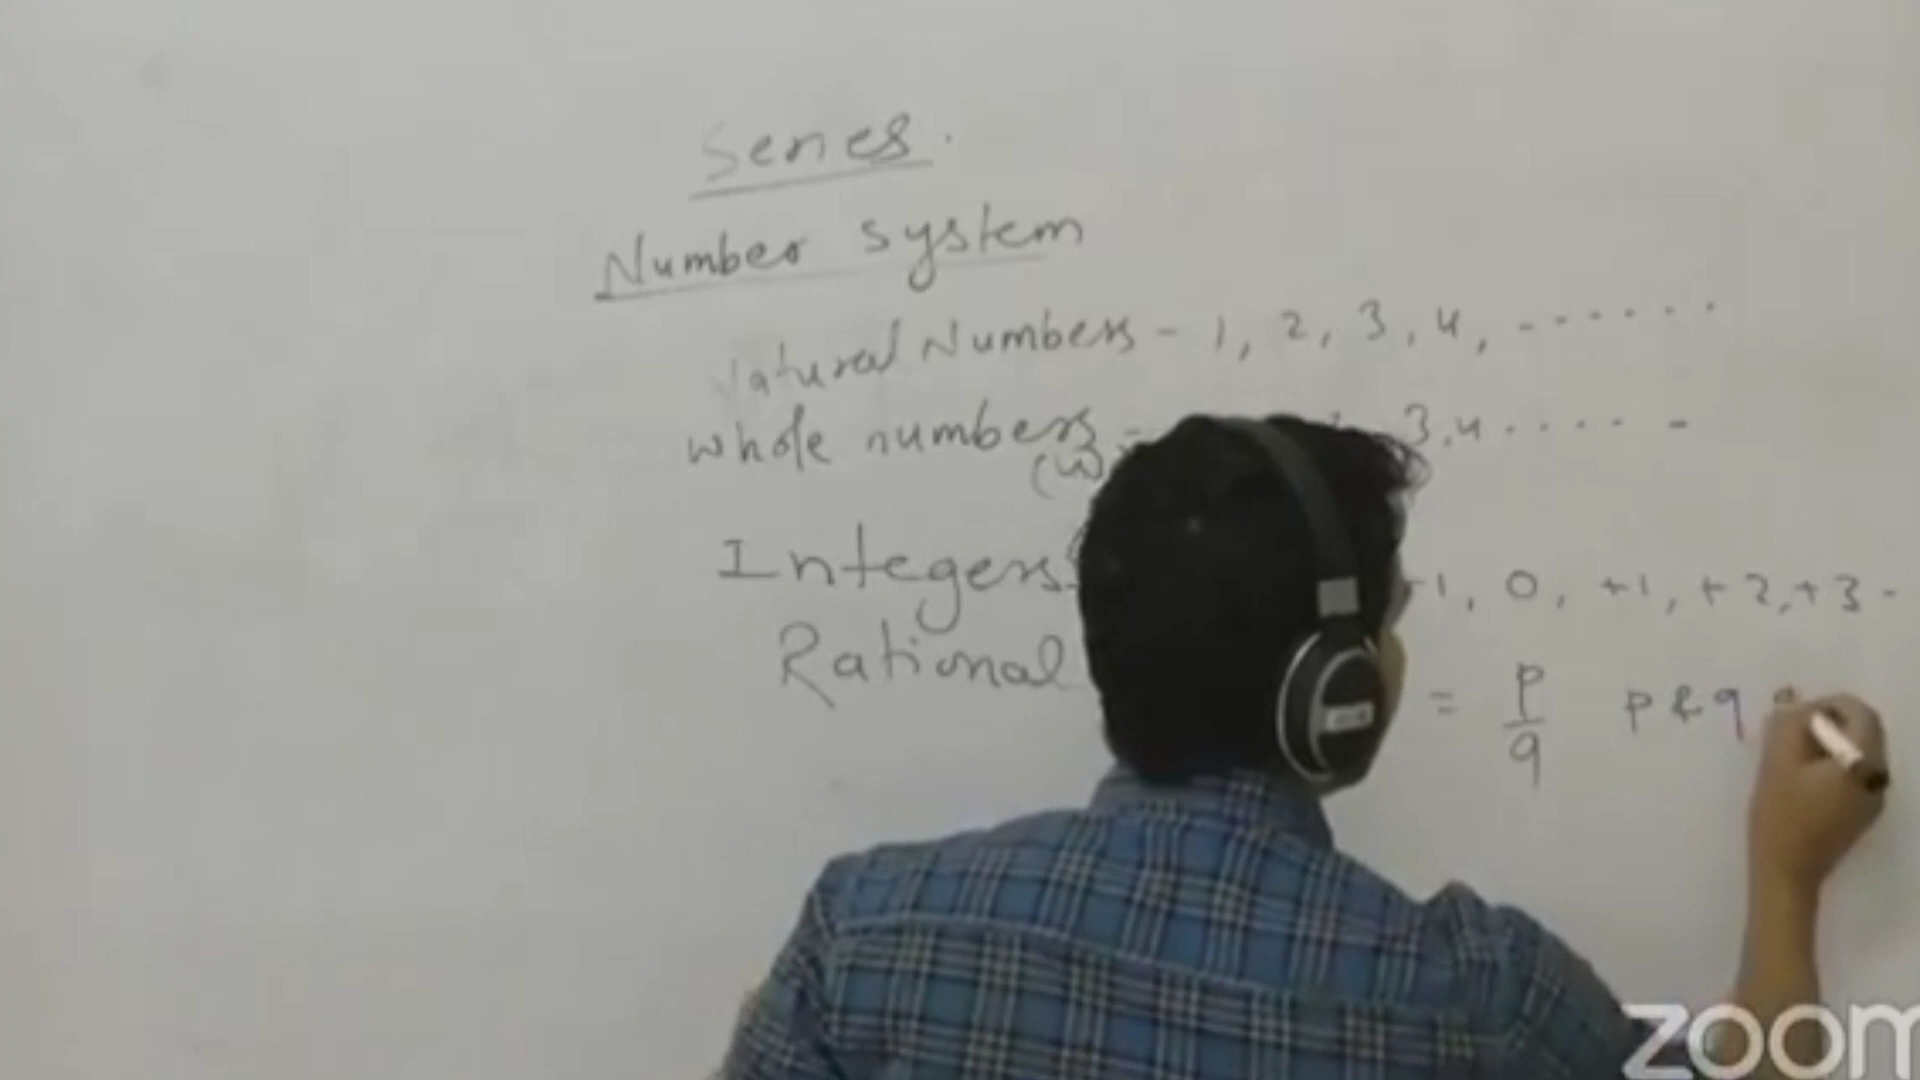 Series.
Number system
Natural Numbers - 1, 2, 3, 4, - - - - - -
whole numbers - 3, 4 . . . . . -
(W)
Integers -1, 0, +1, +2, +3 -
Rational = p/q p & q
zoom